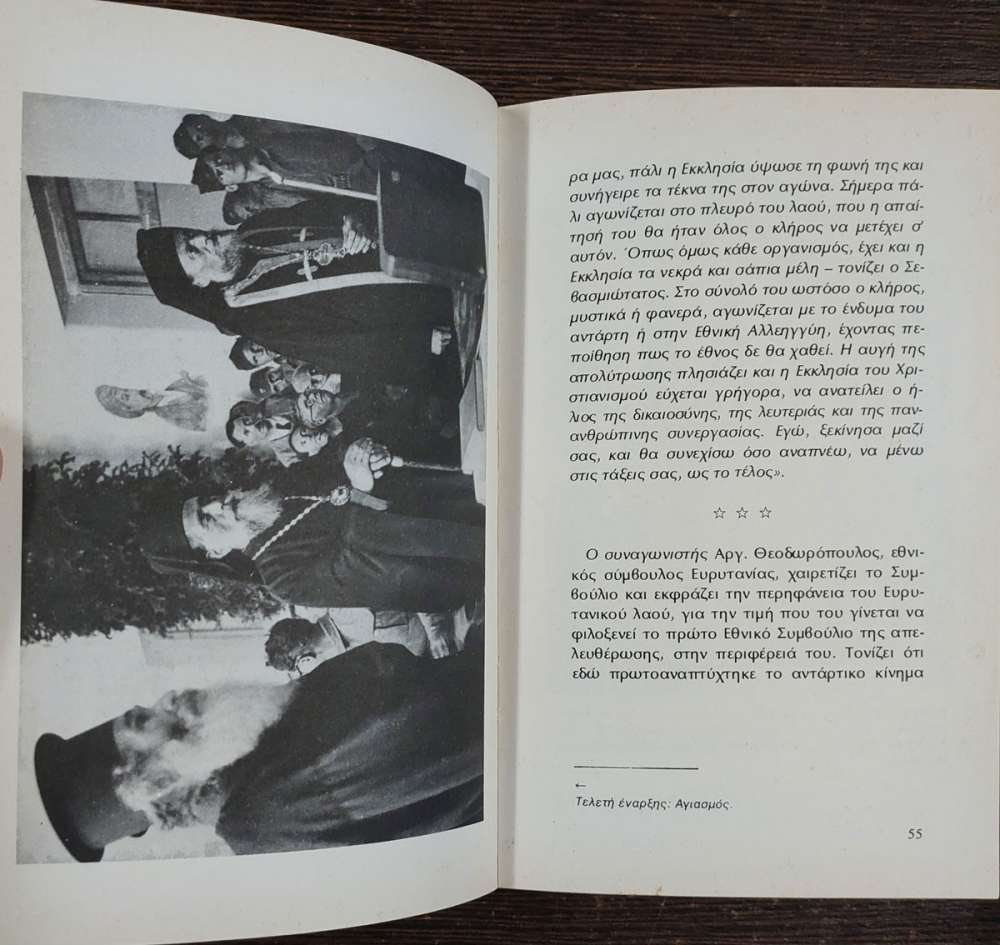 ρα μας, πάλι η Εκκλησία ύψωσε τη φωνή της και
συνήγειρε τα τέκνα της στον αγώνα. Σήμερα πά-
λι αγωνίζεται στο πλευρό του λαού, που η απαί-
τησή του θα ήταν όλος ο κλήρος να μετέχει σ'
αυτόν. Όπως όμως κάθε οργανισμός, έχει και η
Εκκλησία τα νεκρά και σάπια μέλη – τονίζει ο Σε-
βασμιώτατος. Στο σύνολό του ωστόσο ο κλήρος,
μυστικά ή φανερά, αγωνίζεται με το ένδυμα του
αντάρτη ή στην Εθνική Αλλεηγγύη, έχοντας πε-
ποίθηση πως το έθνος δε θα χαθεί. Η αυγή της
απολύτρωσης πλησιάζει και η Εκκλησία του Χρι-
στιανισμού εύχεται γρήγορα, να ανατείλει ο ή-
λιος της δικαιοσύνης, της λευτεριάς και της παν-
ανθρώπινης συνεργασίας. Εγώ, ξεκίνησα μαζί
σας, και θα συνεχίσω όσο αναπνέω, να μένω
στις τάξεις σας, ως το τέλος».
☆ ☆ ☆
Ο συναγωνιστής Αργ. Θεοδωρόπουλος, εθνι-
κός σύμβουλος Ευρυτανίας, χαιρετίζει το Συμ-
βούλιο και εκφράζει την περηφάνεια του Ευρυ-
τανικού λαού, για την τιμή που του γίνεται να
φιλοξενεί το πρώτο Εθνικό Συμβούλιο της απε-
λευθέρωσης, στην περιφέρειά του. Τονίζει ότι
εδώ πρωτοαναπτύχτηκε το αντάρτικο κίνημα
←
Τελετή έναρξης: Αγιασμός.
55